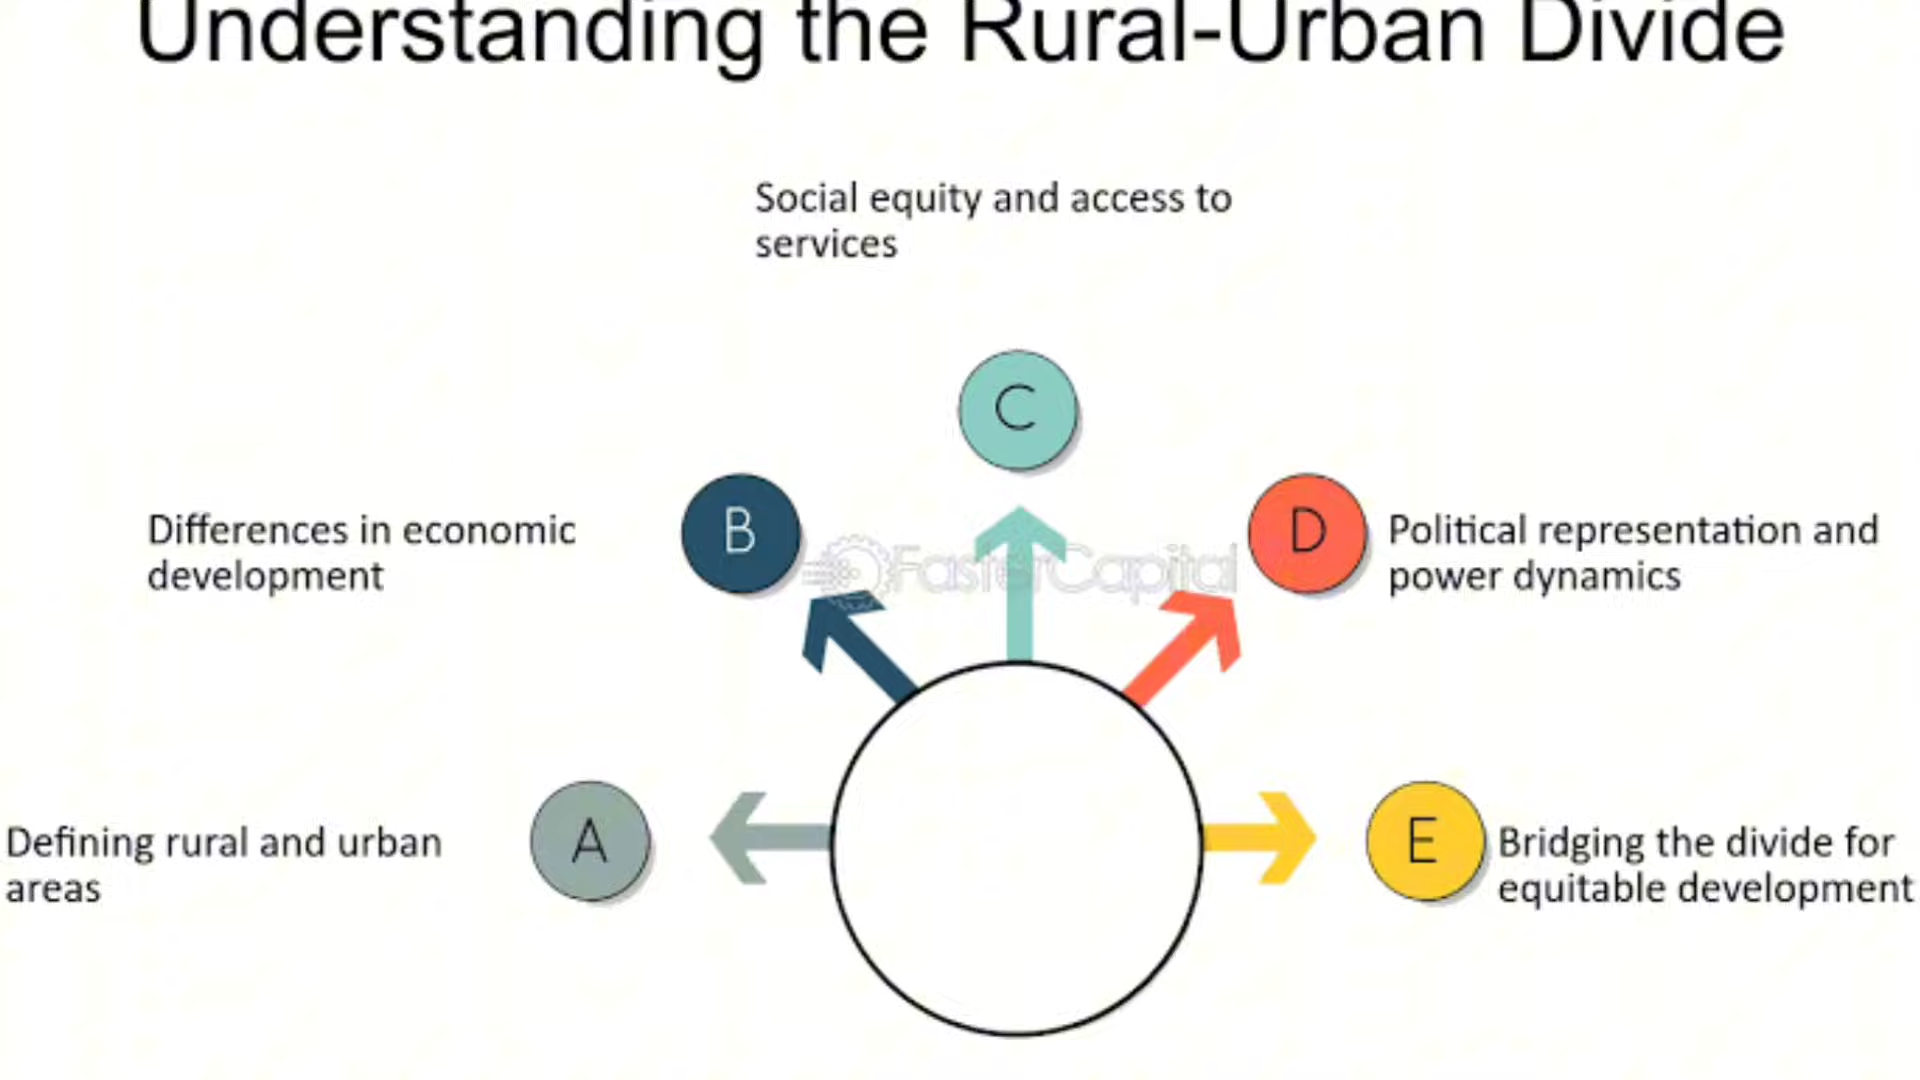 Understanding the Rural-Urban Divide
Social equity and access to
services
C
B
D
Differences in economic
development
FasterCapital
Political representation and
power dynamics
A
E
Defining rural and urban
areas
Bridging the divide for
equitable development